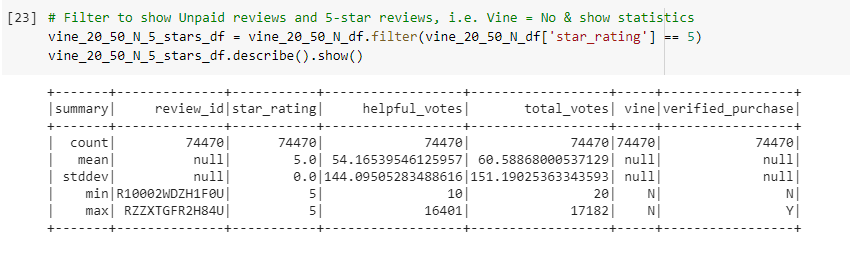 [23] # Filter to show Unpaid reviews and 5-star reviews, i.e. Vine = No & show statistics
vine_20_50_N_5_stars_df = vine_20_50_N_df.filter(vine_20_50_N_df['star_rating'] == 5)
vine_20_50_N_5_stars_df.describe().show()
+-------+--------------+-----------+------------------+------------------+-----+-----------------+
|summary|     review_id|star_rating|     helpful_votes|       total_votes| vine|verified_purchase|
+-------+--------------+-----------+------------------+------------------+-----+-----------------+
|  count|         74470|      74470|             74470|             74470|74470|            74470|
|   mean|          null|        5.0| 54.16539546125957| 60.58868000537129| null|             null|
| stddev|          null|        0.0|144.09505283488616|151.19025363343593| null|             null|
|    min|R10002WDZH1F0U|          5|                10|                20|    N|                N|
|    max| RZZXTGFR2H84U|          5|             16401|             17182|    N|                Y|
+-------+--------------+-----------+------------------+------------------+-----+-----------------+